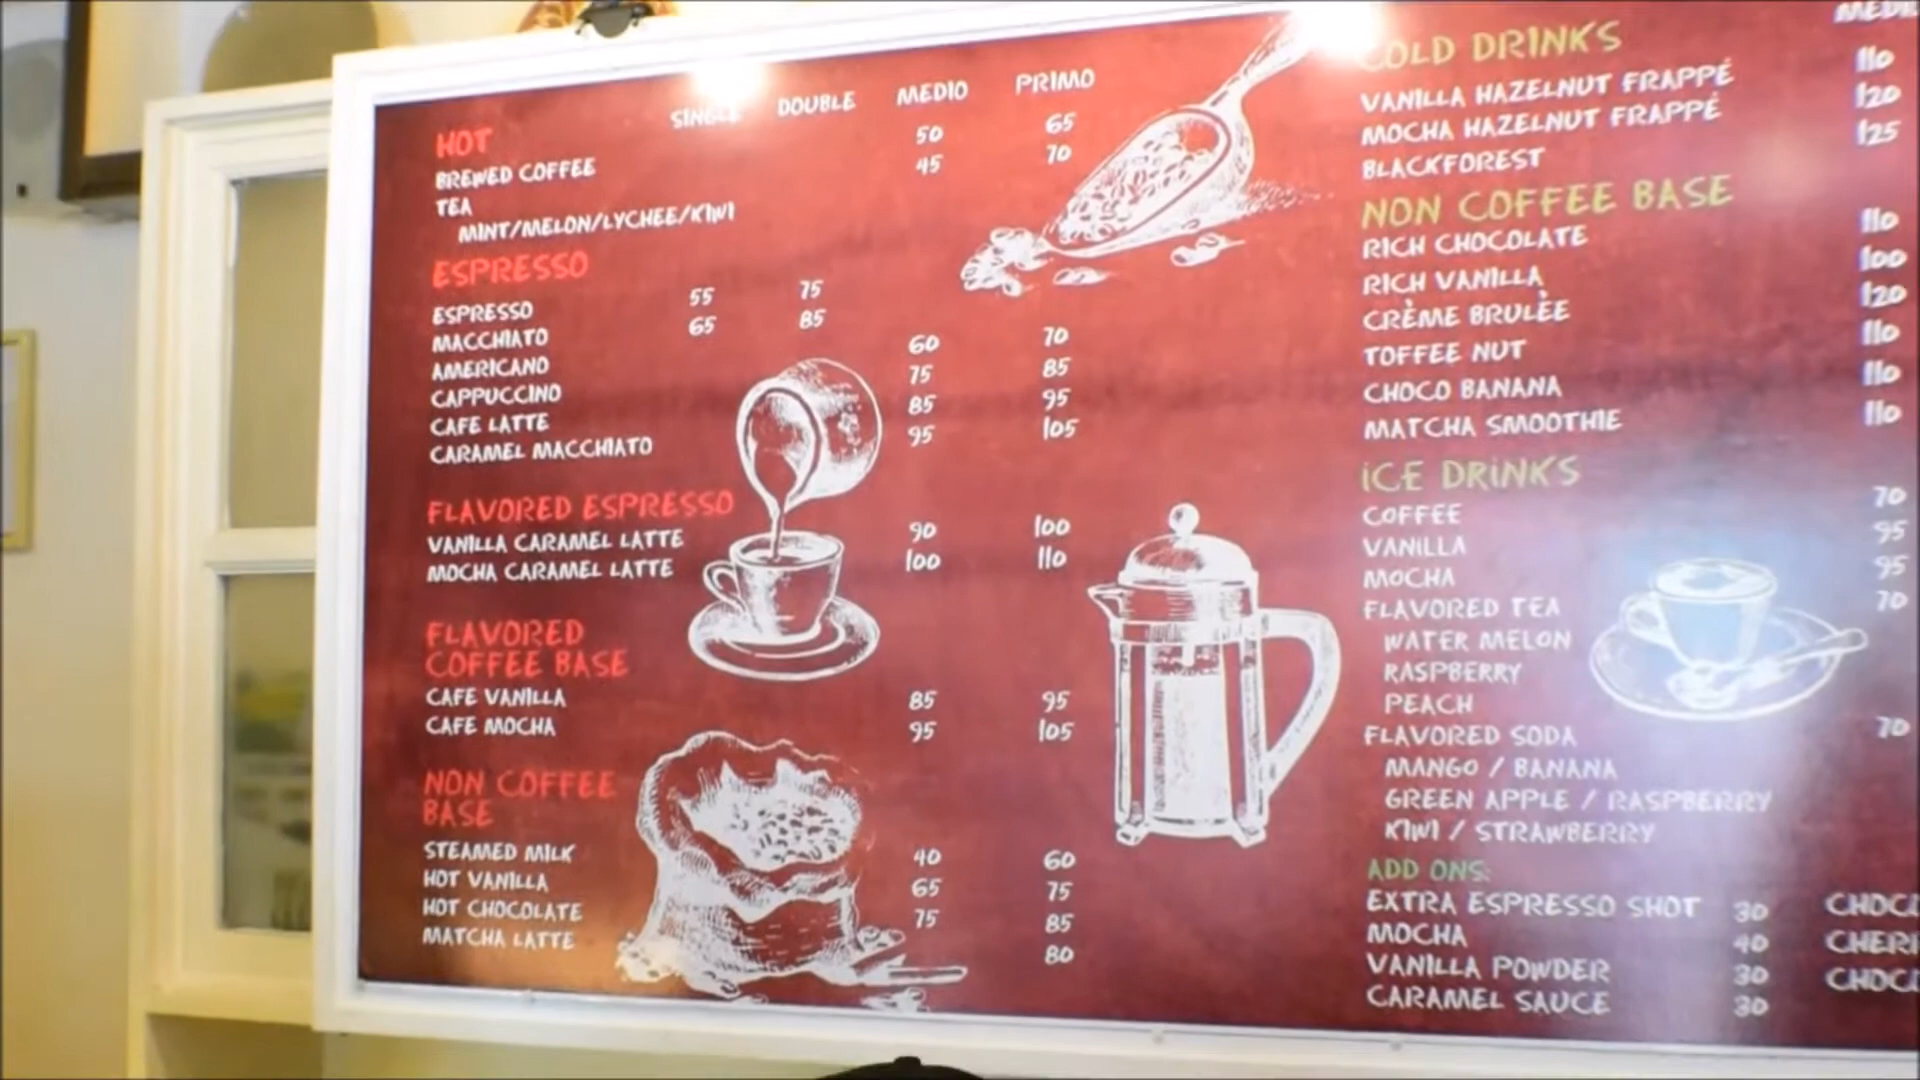 SINGLE DOUBLE MEDIO PRIMO
HOT
BREWED COFFEE 50 65
TEA 45 70
MINT/MELON/LYCHEE/KIWI
ESPRESSO
ESPRESSO 55 75
MACCHIATO 65 85
AMERICANO 60 70
CAPPUCCINO 75 85
CAFE LATTE 85 95
CARAMEL MACCHIATO 95 105
FLAVORED ESPRESSO
VANILLA CARAMEL LATTE 90 100
MOCHA CARAMEL LATTE 100 110
FLAVORED
COFFEE BASE
CAFE VANILLA 85 95
CAFE MOCHA 95 105
NON COFFEE
BASE
STEAMED MILK 40 60
HOT VANILLA 65 75
HOT CHOCOLATE 75 85
MATCHA LATTE 80
COLD DRINKS
VANILLA HAZELNUT FRAPPÉ 110
MOCHA HAZELNUT FRAPPÉ 120
BLACKFOREST 125
NON COFFEE BASE
RICH CHOCOLATE 110
RICH VANILLA 100
CRÈME BRULÈE 120
TOFFEE NUT 110
CHOCO BANANA 110
MATCHA SMOOTHIE 110
ICE DRINKS
COFFEE 70
VANILLA 95
MOCHA 95
FLAVORED TEA 70
WATER MELON
RASPBERRY
PEACH
FLAVORED SODA 70
MANGO / BANANA
GREEN APPLE / RASPBERRY
KIWI / STRAWBERRY
ADD ONS:
EXTRA ESPRESSO SHOT 30
MOCHA 40
VANILLA POWDER 30
CARAMEL SAUCE 30